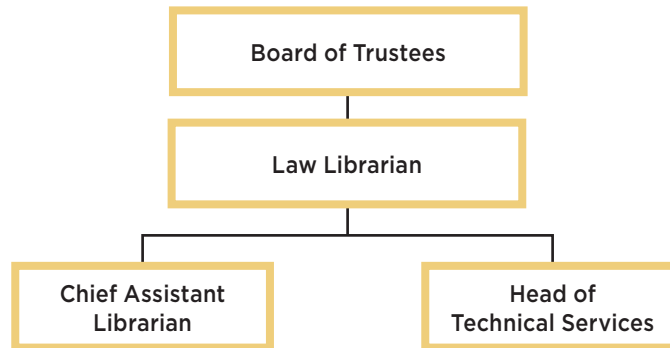 Board of Trustees
Law Librarian
Chief Assistant
Librarian
Head of
Technical Services